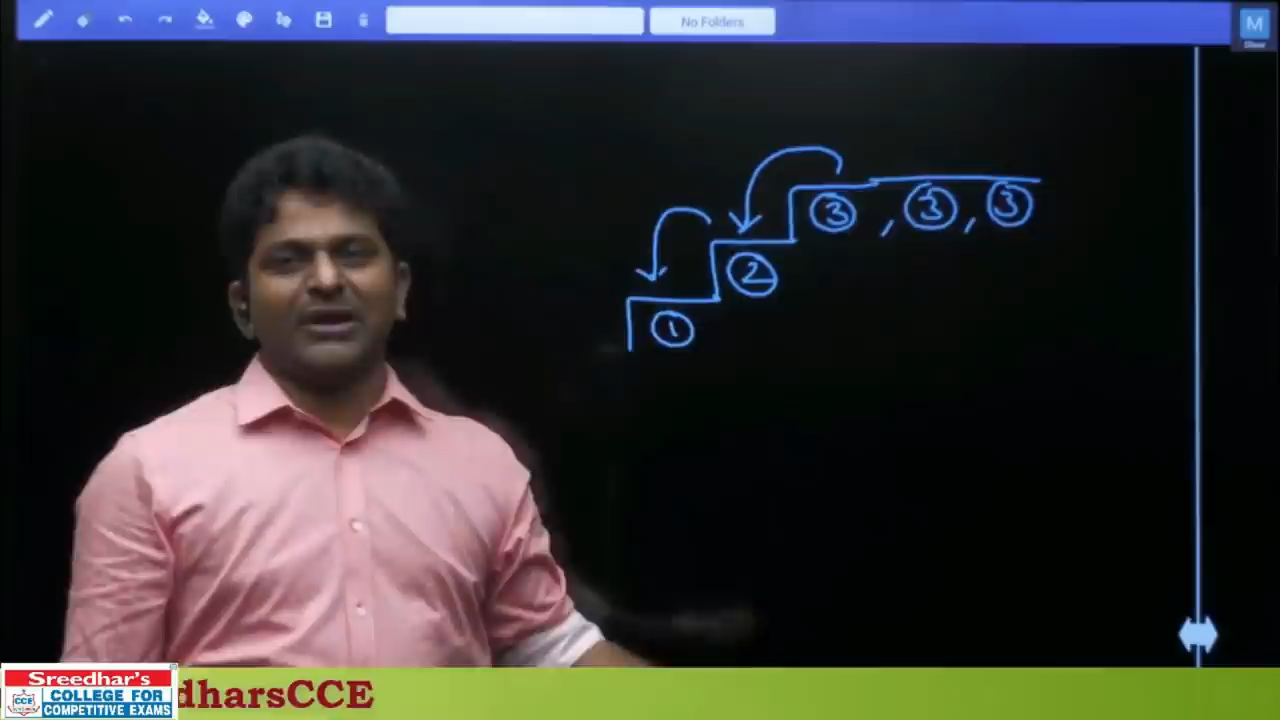 No Folders
M
3 , 3 , 3
2
1
Sreedhar's
CCE
COLLEGE FOR
COMPETITIVE EXAMS
dharsCCE